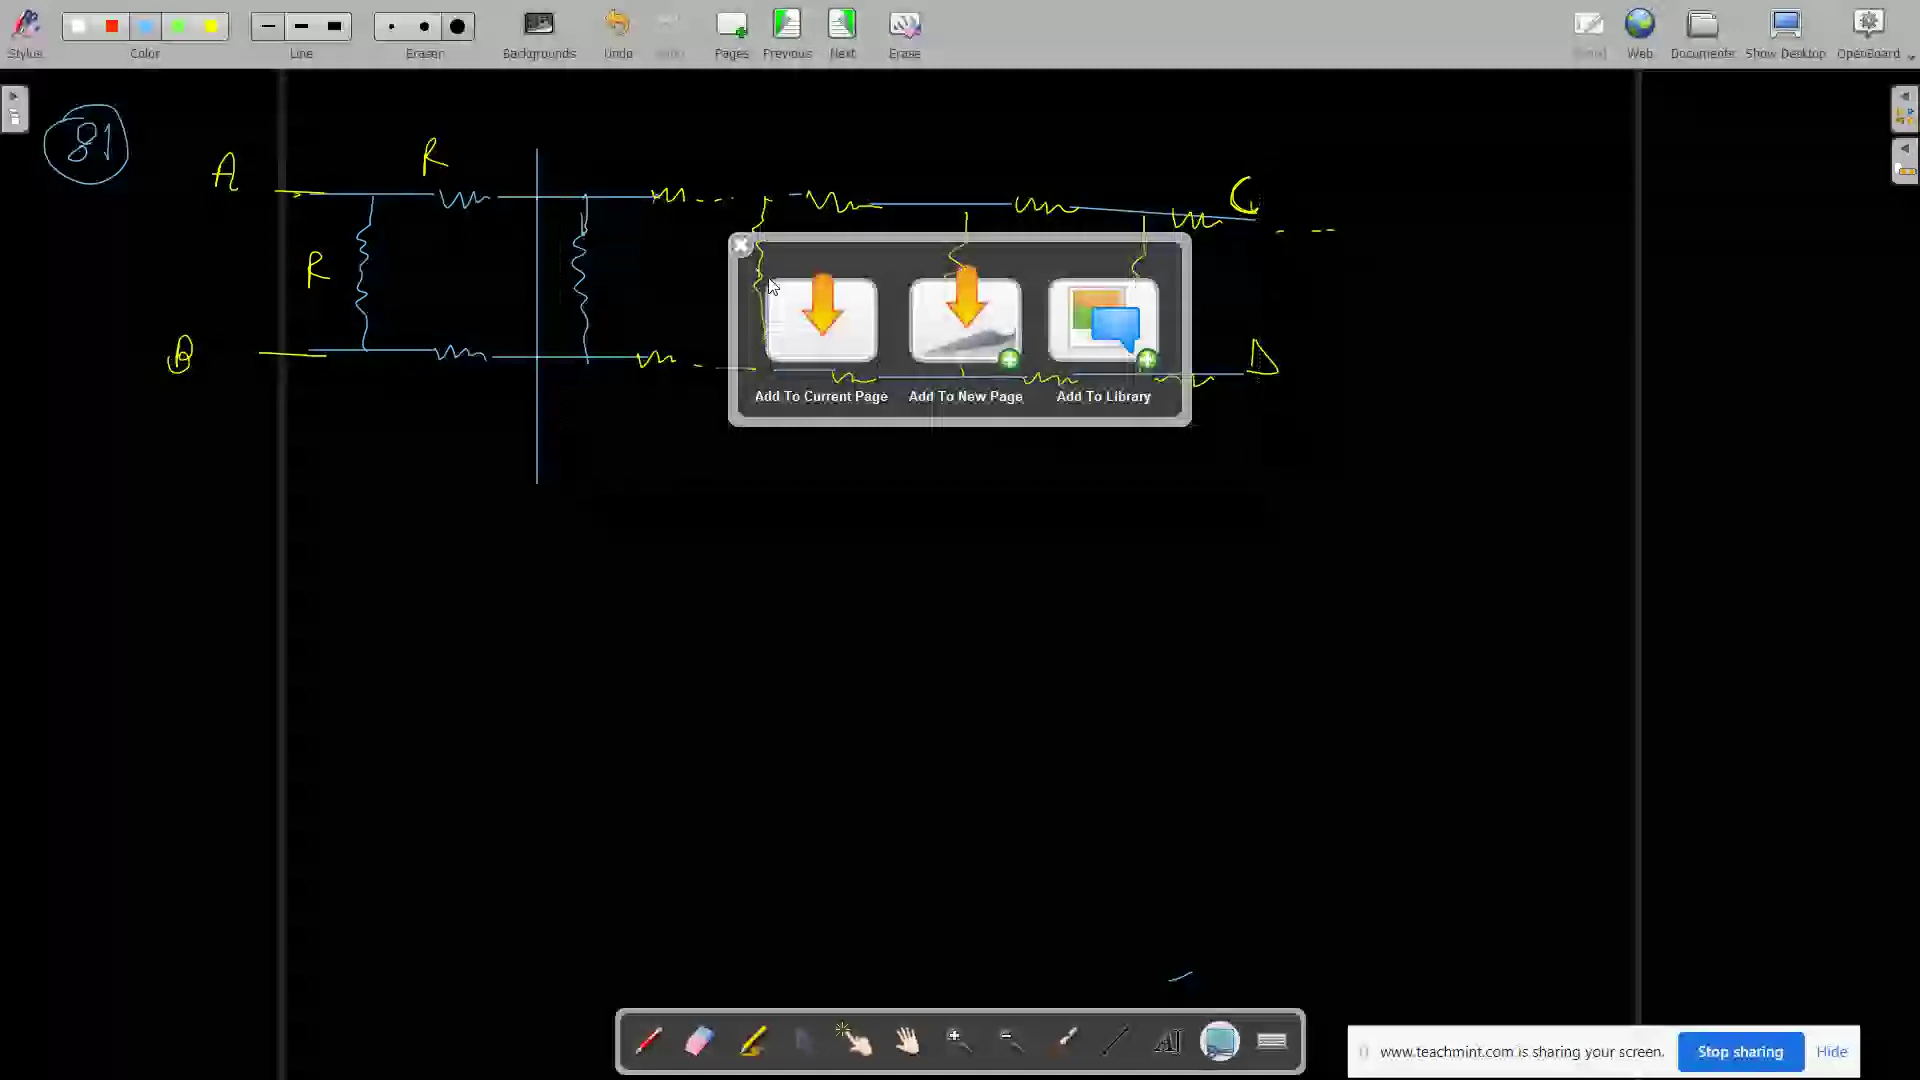 Stylus
Color
Line
Eraser
Backgrounds
Undo
Pages
Previous
Next
Erase
Web
Documents
Show Desktop
OpenBoard
81
A
R
C
R
B
D
Add To Current Page
Add To New Page
Add To Library
www.teachmint.com is sharing your screen.
Stop sharing
Hide